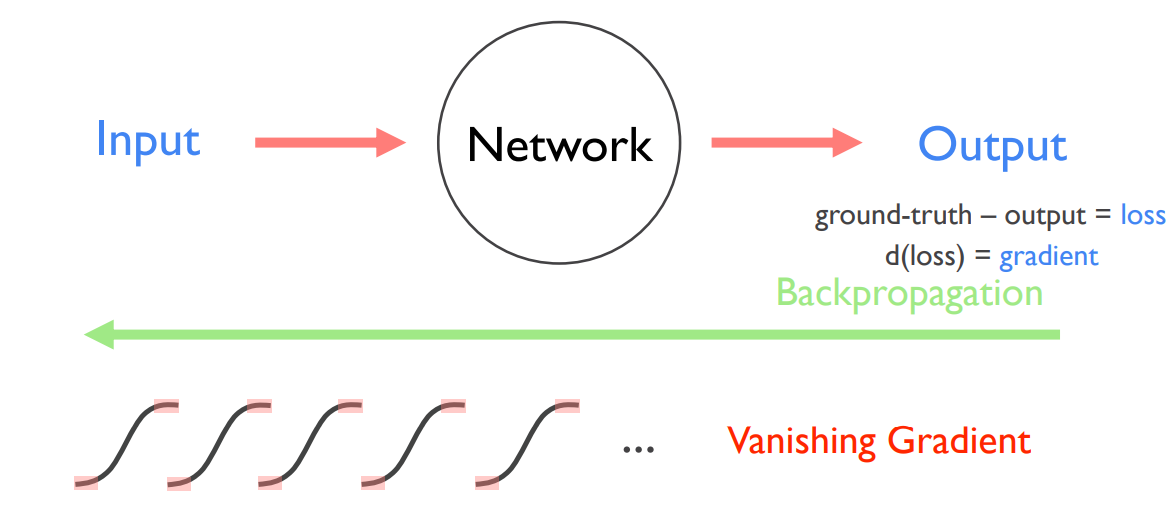 Input
Network
Output
ground-truth – output = loss
d(loss) = gradient
Backpropagation
... Vanishing Gradient